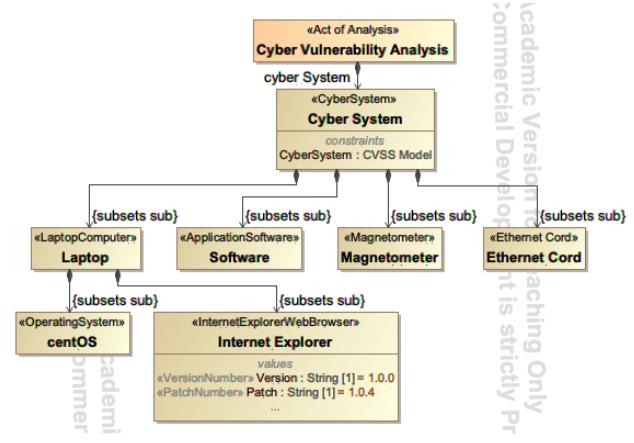 «Act of Analysis»
Cyber Vulnerability Analysis
cyber System
«CyberSystem»
Cyber System
constraints
CyberSystem : CVSS Model
{subsets sub}
{subsets sub}
{subsets sub}
{subsets sub}
«LaptopComputer»
Laptop
«ApplicationSoftware»
Software
«Magnetometer»
Magnetometer
«Ethernet Cord»
Ethernet Cord
{subsets sub}
{subsets sub}
«OperatingSystem»
centOS
«InternetExplorerWebBrowser»
Internet Explorer
values
«VersionNumber» Version : String [1] = 1.0.0
«PatchNumber» Patch : String [1] = 1.0.4
...
Academic Version for Teaching Only
Commercial Development is strictly Pr
cademi
ommer